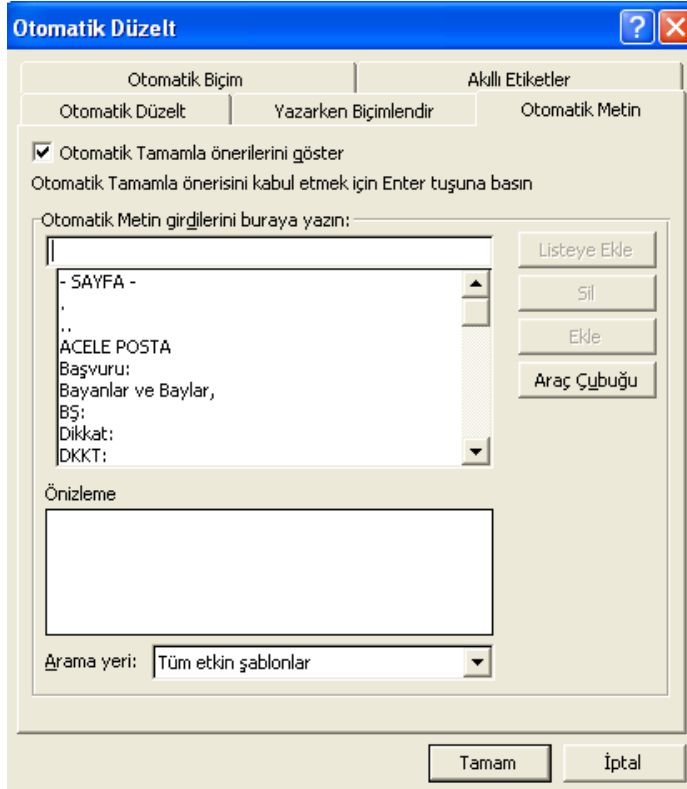 Otomatik Düzelt
Otomatik Biçim
Akıllı Etiketler
Otomatik Düzelt
Yazarken Biçimlendir
Otomatik Metin
Otomatik Tamamla önerilerini göster
Otomatik Tamamla önerisini kabul etmek için Enter tuşuna basın
Otomatik Metin girdilerini buraya yazın:
Listeye Ekle
- SAYFA -
.
..
Sil
ACELE POSTA
Ekle
Başvuru:
Bayanlar ve Baylar,
Araç Çubuğu
BŞ:
Dikkat:
DKKT:
Önizleme
Arama yeri:
Tüm etkin şablonlar
Tamam
İptal